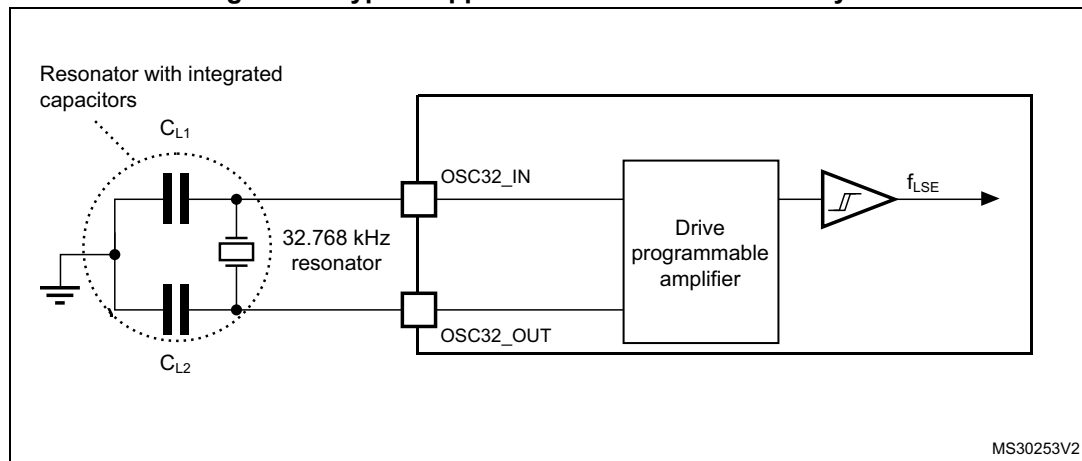 Resonator with integrated
capacitors
CL1
OSC32_IN
fLSE
32.768 kHz
resonator
Drive
programmable
amplifier
OSC32_OUT
CL2
MS30253V2